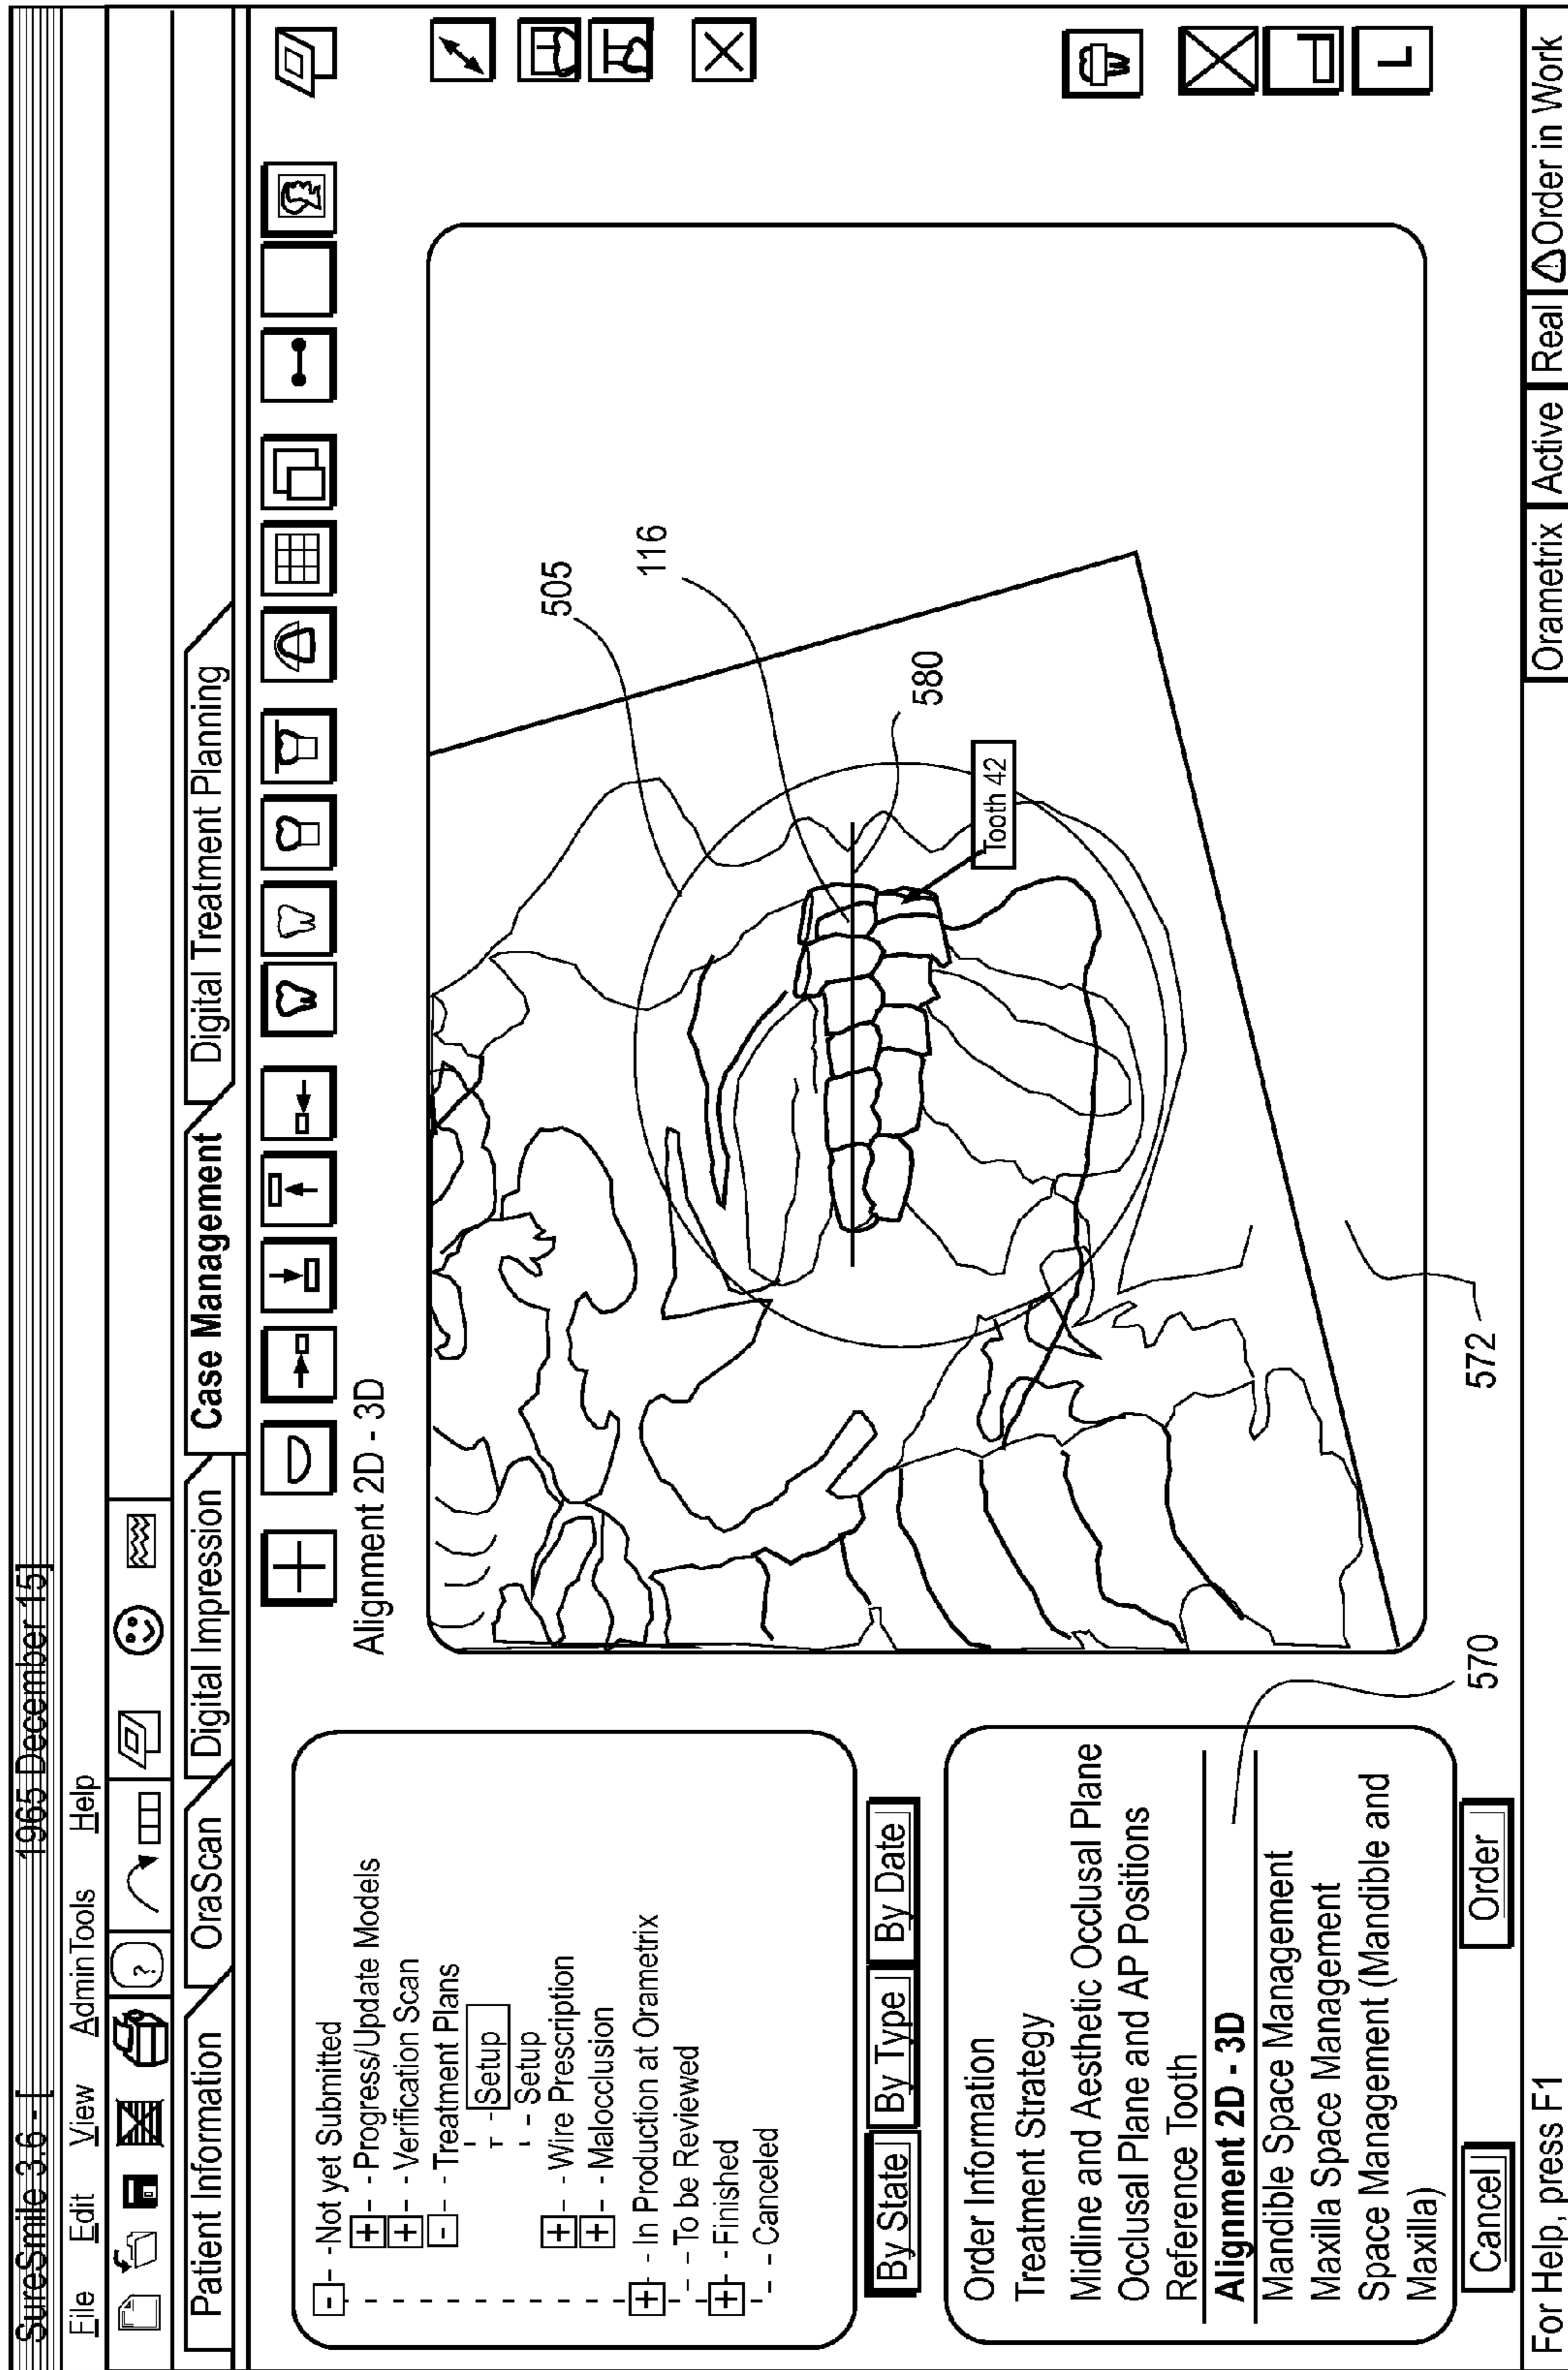 SureSmile 3.6 - [ 1965 December 15]
File Edit View Admin Tools Help
?
Patient Information OraScan Digital Impression Case Management Digital Treatment Planning
- Not yet Submitted
+ - Progress/Update Models
+ - Verification Scan
- Treatment Plans
- Setup
- Setup
+ - Wire Prescription
+ - Malocclusion
+ - In Production at Orametrix
- To be Reviewed
+ - Finished
- Canceled
By State By Type By Date
Order Information
Treatment Strategy
Midline and Aesthetic Occlusal Plane
Occlusal Plane and AP Positions
Reference Tooth
Alignment 2D - 3D
Mandible Space Management
Maxilla Space Management
Space Management (Mandible and
Maxilla)
Cancel Order
570
Alignment 2D - 3D
505
116
580
Tooth 42
572
L
For Help, press F1 Orametrix Active Real Order in Work